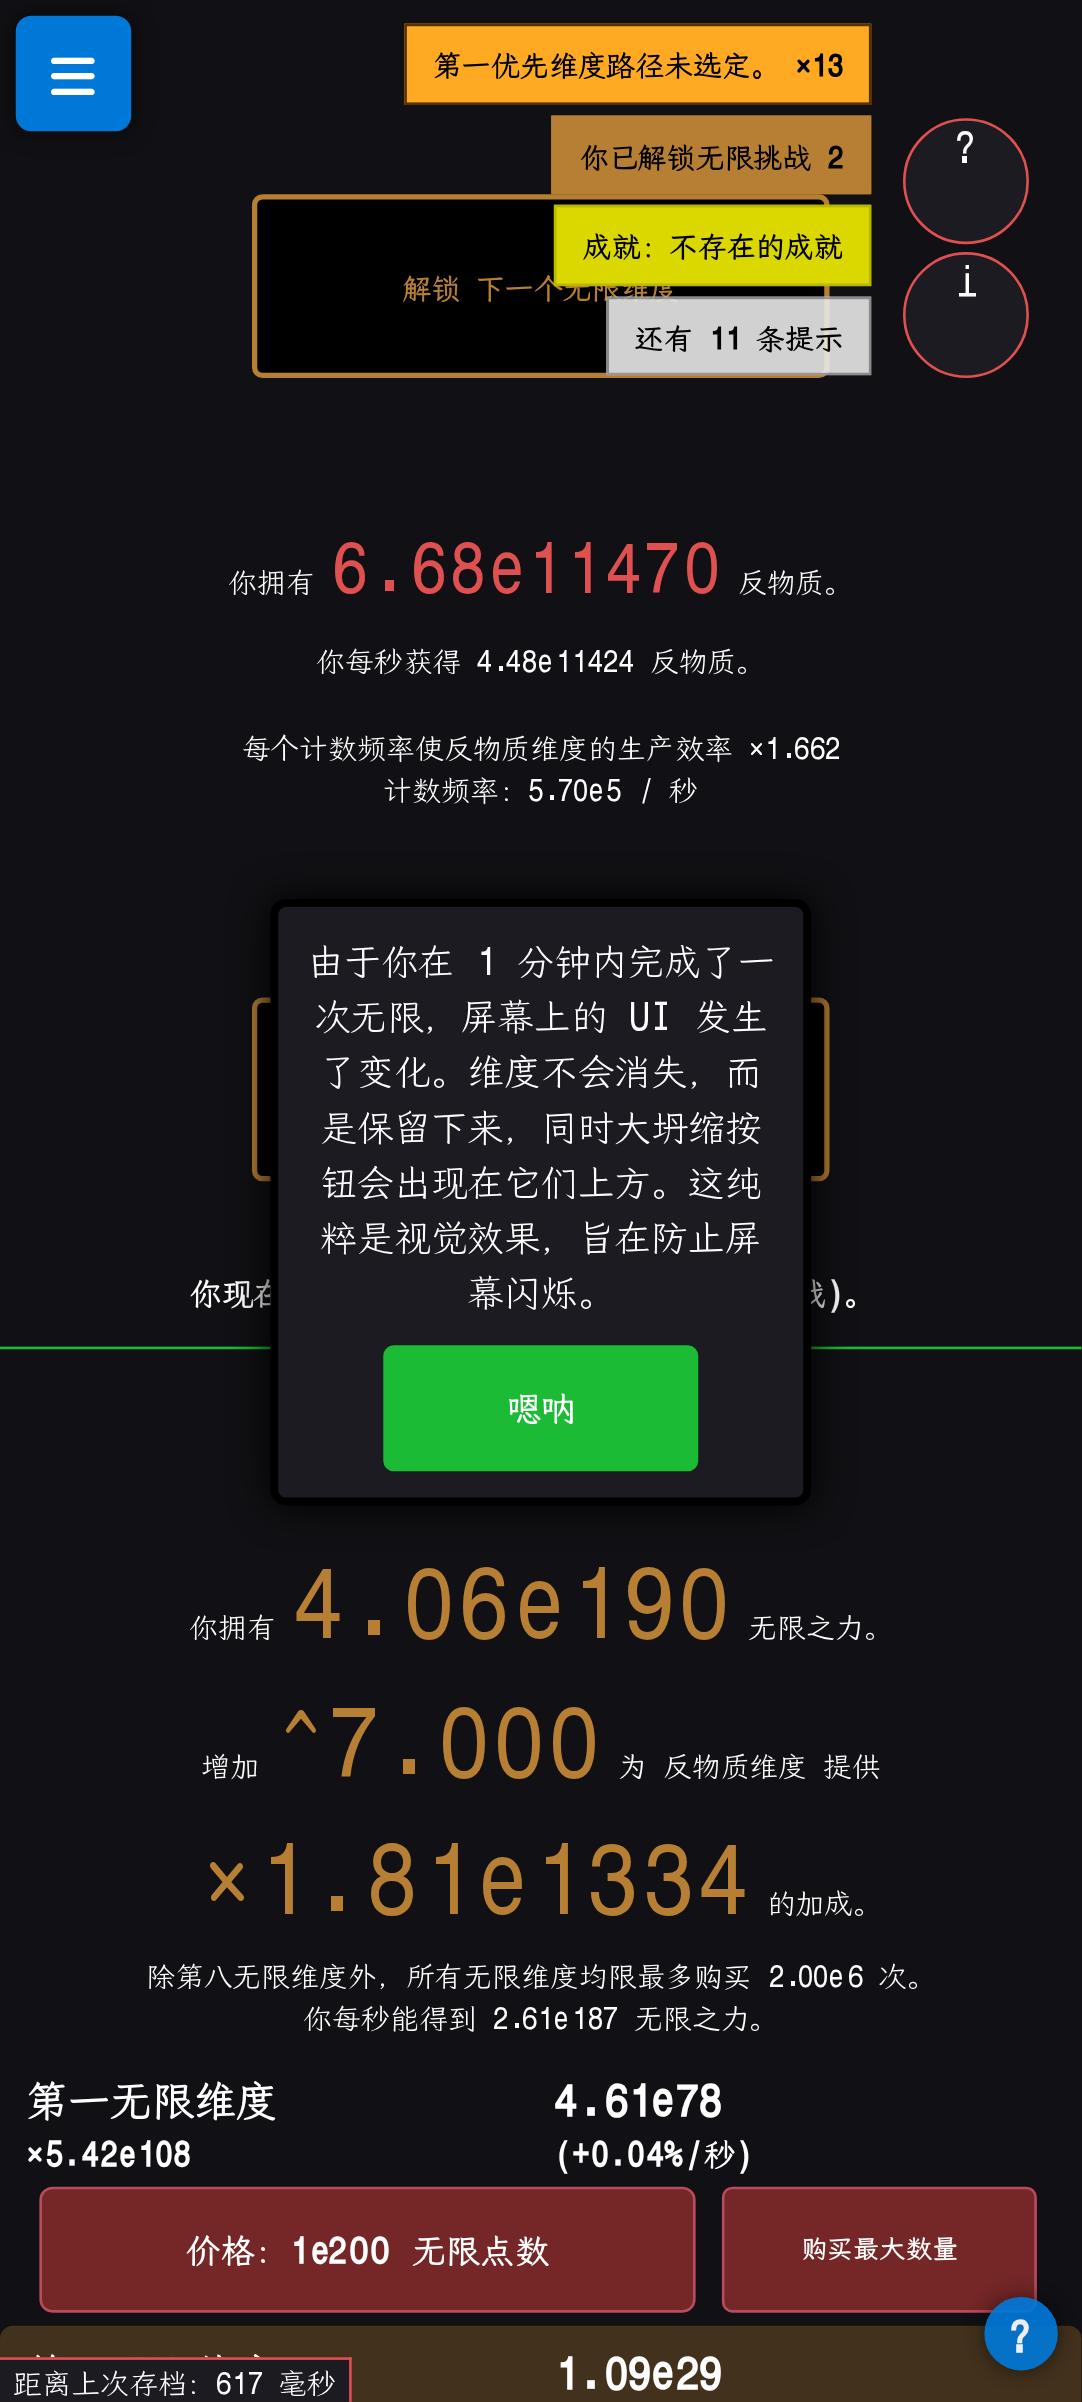 第一优先维度路径未选定。 ×13
?
你已解锁无限挑战 2
成就: 不存在的成就
解锁 下一个无限维度
i
还有 11 条提示
你拥有 6.68e11470 反物质。
你每秒获得 4.48e11424 反物质。
每个计数频率使反物质维度的生产效率 ×1.662
计数频率: 5.70e5 / 秒
由于你在 1 分钟内完成了一
次无限, 屏幕上的 UI 发生
了变化。维度不会消失, 而
是保留下来, 同时大坍缩按
钮会出现在它们上方。这纯
粹是视觉效果, 旨在防止屏
幕闪烁。
嗯呐
你现在 战)。
你拥有 4.06e190 无限之力。
增加 ^7.000 为 反物质维度 提供
×1.81e1334 的加成。
除第八无限维度外, 所有无限维度均限最多购买 2.00e6 次。
你每秒能得到 2.61e187 无限之力。
第一无限维度 4.61e78
×5.42e108 (+0.04%/秒)
价格: 1e200 无限点数 购买最大数量
?
1.09e29
距离上次存档: 617 毫秒